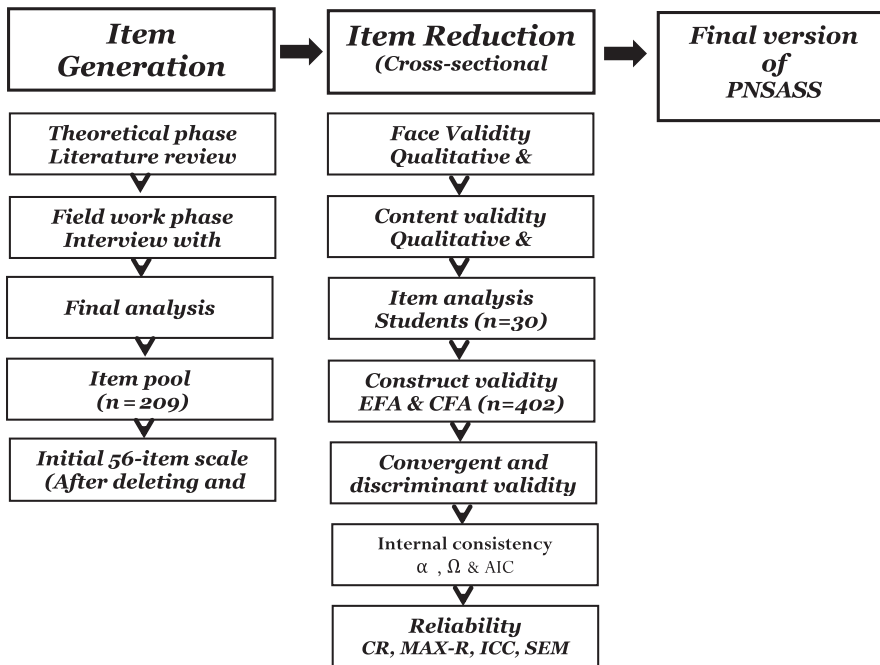 Item
Generation
Theoretical phase
Literature review
Field work phase
Interview with
Final analysis
Item pool
(n = 209)
Initial 56-item scale
(After deleting and
Item Reduction
(Cross-sectional
Face Validity
Qualitative &
Content validity
Qualitative &
Item analysis
Students (n=30)
Construct validity
EFA & CFA (n=402)
Convergent and
discriminant validity
Internal consistency
α , Ω & AIC
Reliability
CR, MAX-R, ICC, SEM
Final version
of
PNSASS